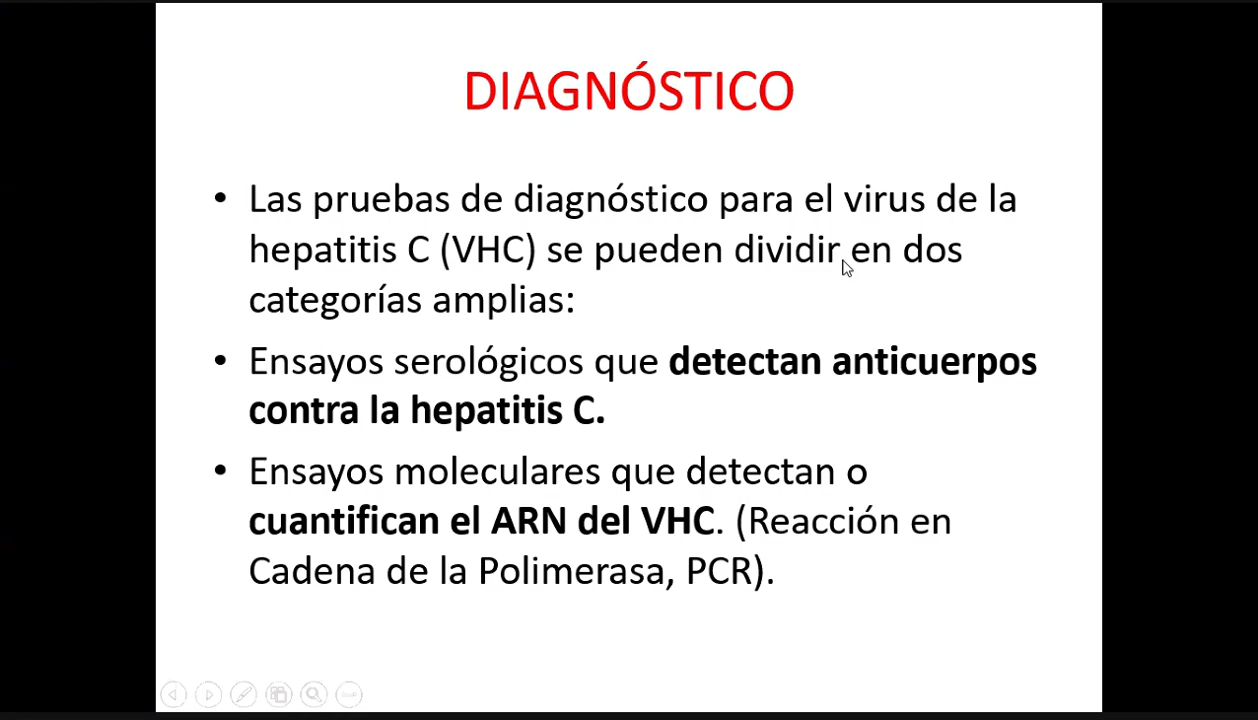 DIAGNÓSTICO
• Las pruebas de diagnóstico para el virus de la
hepatitis C (VHC) se pueden dividir en dos
categorías amplias:
• Ensayos serológicos que detectan anticuerpos
contra la hepatitis C.
• Ensayos moleculares que detectan o
cuantifican el ARN del VHC. (Reacción en
Cadena de la Polimerasa, PCR).